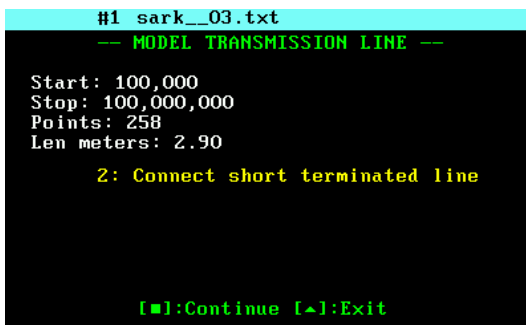 #1 sark__03.txt
── MODEL TRANSMISSION LINE ──
Start: 100,000
Stop: 100,000,000
Points: 258
Len meters: 2.90
2: Connect short terminated line
[■]:Continue [▲]:Exit